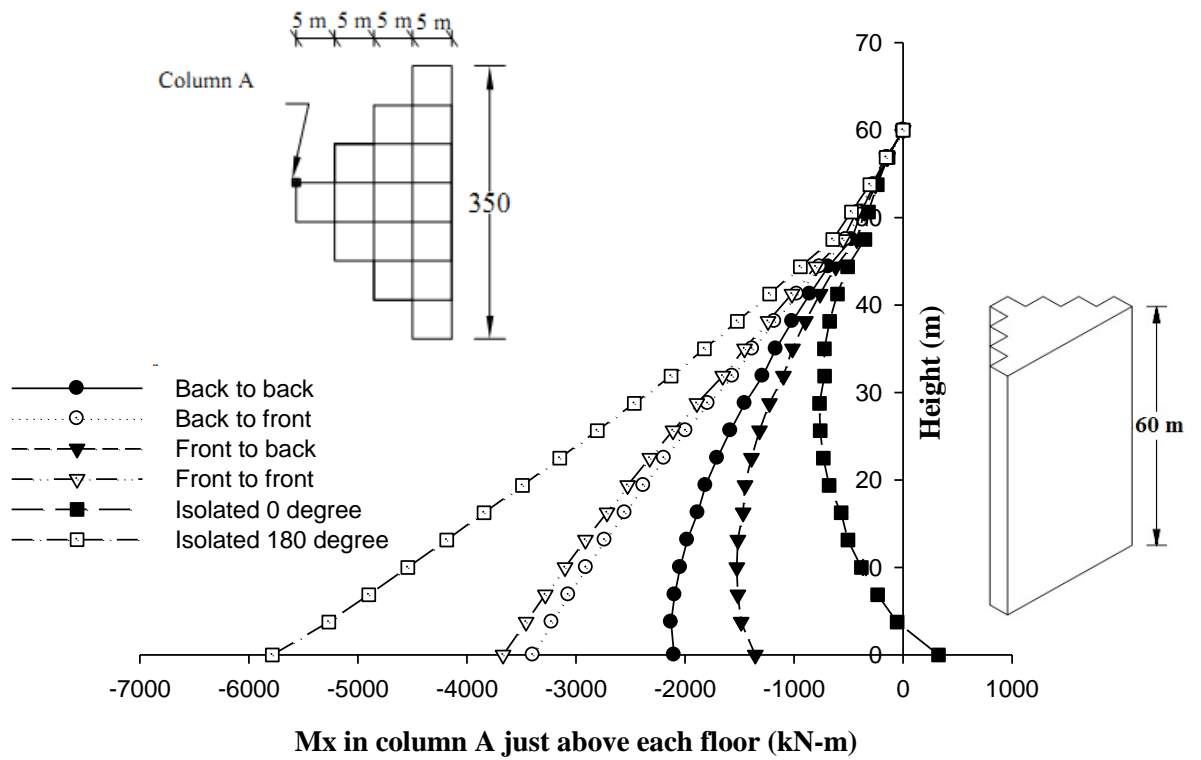 5 m 5 m 5 m 5 m
Column A
350
Back to back
Back to front
Front to back
Front to front
Isolated 0 degree
Isolated 180 degree
70
60
50
40
30
20
10
0
Height (m)
60 m
-7000 -6000 -5000 -4000 -3000 -2000 -1000 0 1000
Mx in column A just above each floor (kN-m)